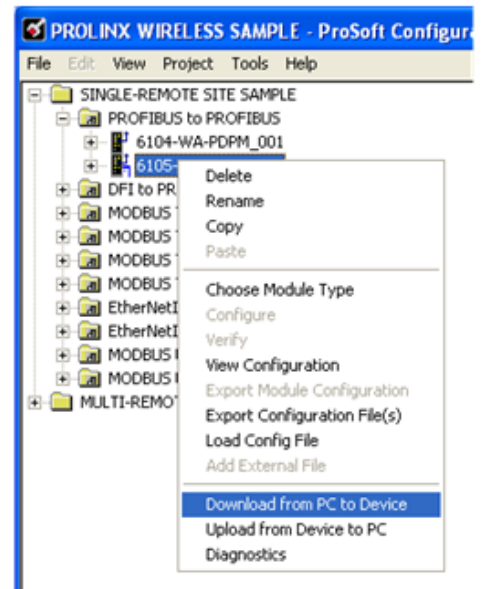 PROLINX WIRELESS SAMPLE - ProSoft Configur
File Edit View Project Tools Help
SINGLE-REMOTE SITE SAMPLE
PROFIBUS to PROFIBUS
6104-WA-PDPM_001
6105-
DFI to PR
MODBUS
MODBUS
MODBUS
MODBUS
EtherNetI
EtherNetI
MODBUS
MODBUS
MULTI-REMO
Delete
Rename
Copy
Paste
Choose Module Type
Configure
Verify
View Configuration
Export Module Configuration
Export Configuration File(s)
Load Config File
Add External File
Download from PC to Device
Upload from Device to PC
Diagnostics